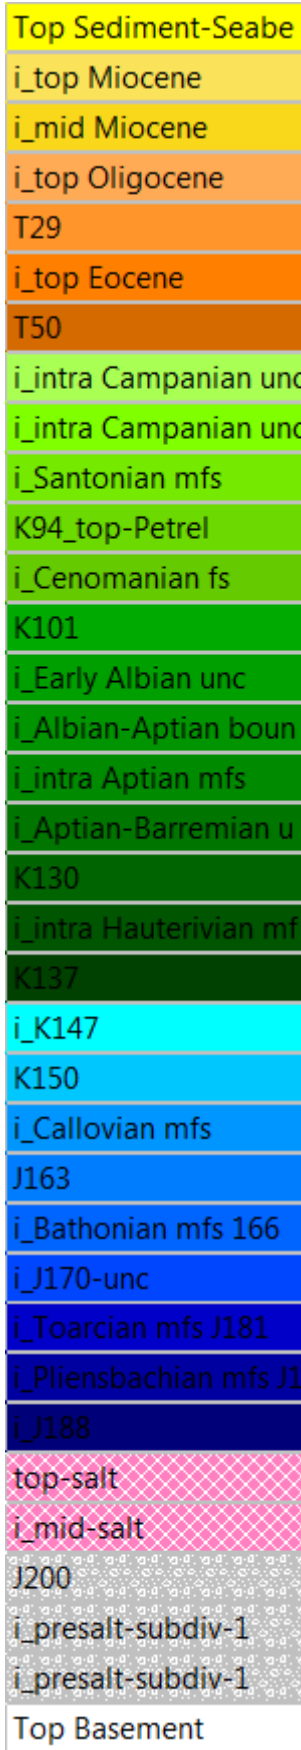 Top Sediment-Seabe
i_top Miocene
i_mid Miocene
i_top Oligocene
T29
i_top Eocene
T50
i_intra Campanian unc
i_intra Campanian unc
i_Santonian mfs
K94_top-Petrel
i_Cenomanian fs
K101
i_Early Albian unc
i_Albian-Aptian boun
i_intra Aptian mfs
i_Aptian-Barremian u
K130
i_intra Hauterivian mf
K137
i_K147
K150
i_Callovian mfs
J163
i_Bathonian mfs 166
i_J170-unc
i_Toarcian mfs J181
i_Pliensbachian mfs J1
i_J188
top-salt
i_mid-salt
J200
i_presalt-subdiv-1
i_presalt-subdiv-1
Top Basement